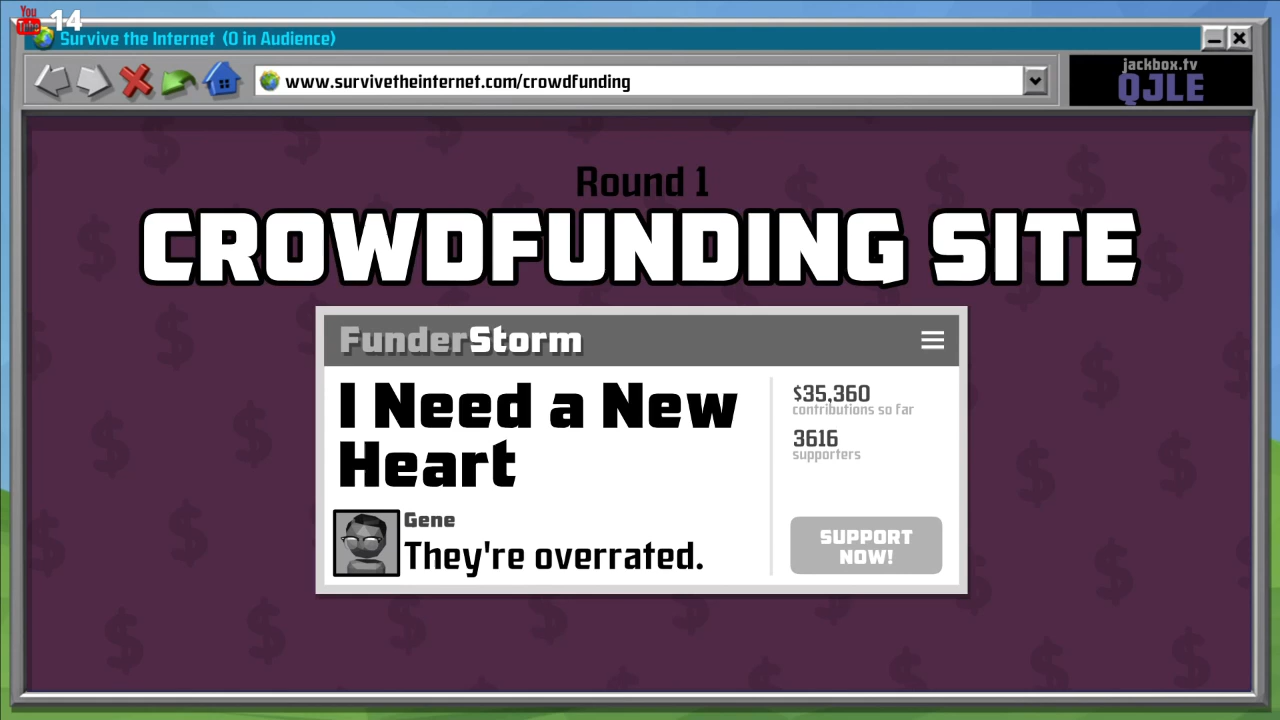 You
Tube
14
Survive the Internet (0 in Audience)
www.survivetheinternet.com/crowdfunding
jackbox.tv
QJLE
Round 1
CROWDFUNDING SITE
FunderStorm
I Need a New
Heart
Gene
They're overrated.
$35,360
contributions so far
3616
supporters
SUPPORT
NOW!